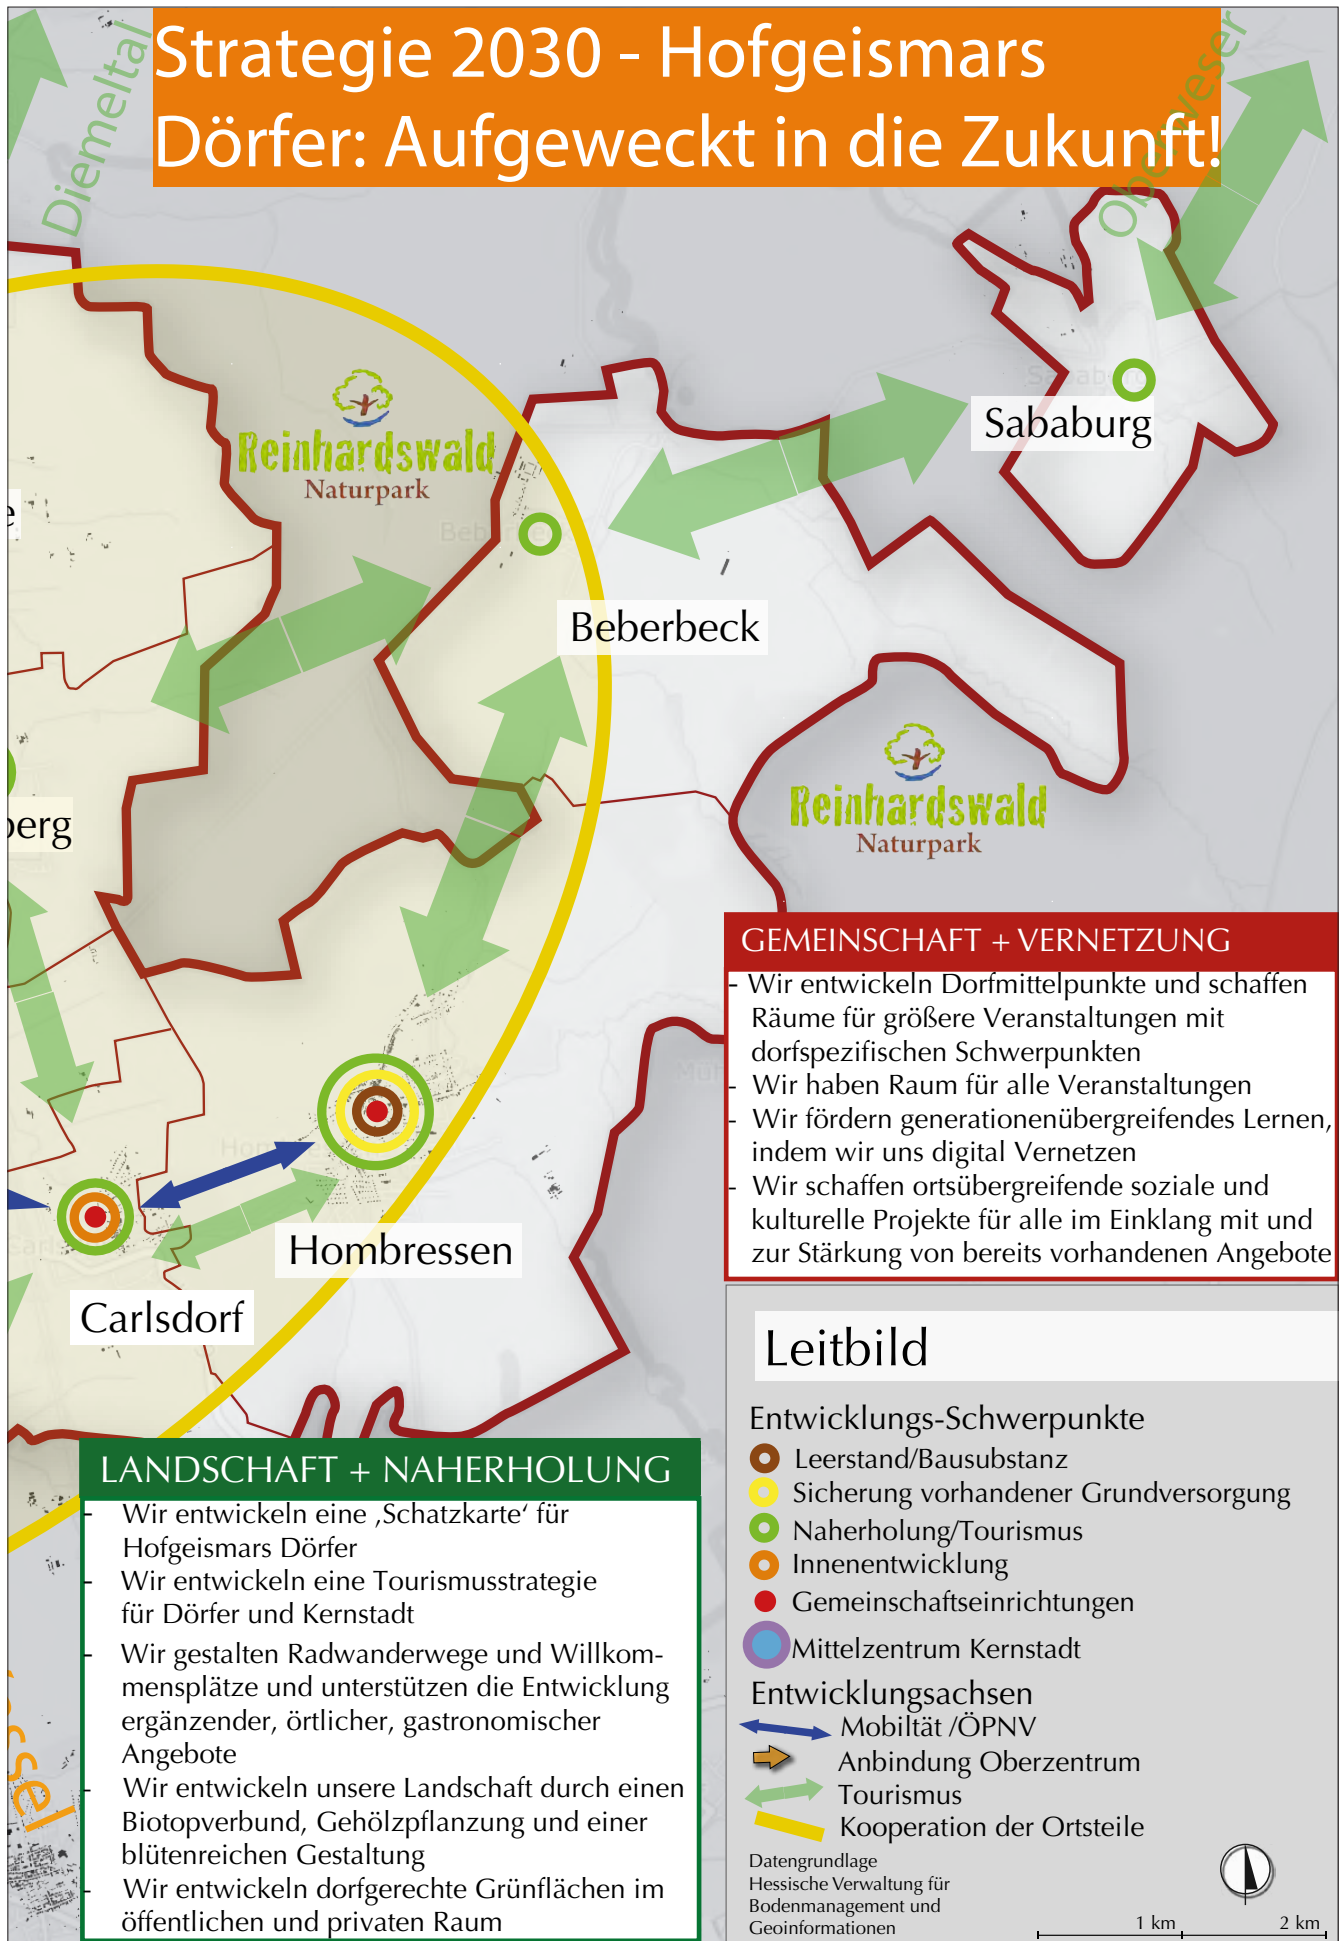 Strategie 2030 - Hofgeismars
Dörfer: Aufgeweckt in die Zukunft!
Diemeltal
Oberweser
Sababurg
Sababurg
Reinhardswald
Naturpark
e
Beberbeck
Reinhardswald
Naturpark
berg
GEMEINSCHAFT + VERNETZUNG
- Wir entwickeln Dorfmittelpunkte und schaffen
Räume für größere Veranstaltungen mit
dorfspezifischen Schwerpunkten
- Wir haben Raum für alle Veranstaltungen
- Wir fördern generationenübergreifendes Lernen,
indem wir uns digital Vernetzen
- Wir schaffen ortsübergreifende soziale und
kulturelle Projekte für alle im Einklang mit und
zur Stärkung von bereits vorhandenen Angebote
Hombressen
Carlsdorf
LANDSCHAFT + NAHERHOLUNG
- Wir entwickeln eine ‚Schatzkarte‘ für
Hofgeismars Dörfer
- Wir entwickeln eine Tourismusstrategie
für Dörfer und Kernstadt
- Wir gestalten Radwanderwege und Willkom-
mensplätze und unterstützen die Entwicklung
ergänzender, örtlicher, gastronomischer
Angebote
- Wir entwickeln unsere Landschaft durch einen
Biotopverbund, Gehölzpflanzung und einer
blütenreichen Gestaltung
- Wir entwickeln dorfgerechte Grünflächen im
öffentlichen und privaten Raum
ssel
Leitbild
Entwicklungs-Schwerpunkte
Leerstand/Bausubstanz
Sicherung vorhandener Grundversorgung
Naherholung/Tourismus
Innenentwicklung
Gemeinschaftseinrichtungen
Mittelzentrum Kernstadt
Entwicklungsachsen
Mobiltät /ÖPNV
Anbindung Oberzentrum
Tourismus
Kooperation der Ortsteile
Datengrundlage
Hessische Verwaltung für
Bodenmanagement und
Geoinformationen
1 km 2 km